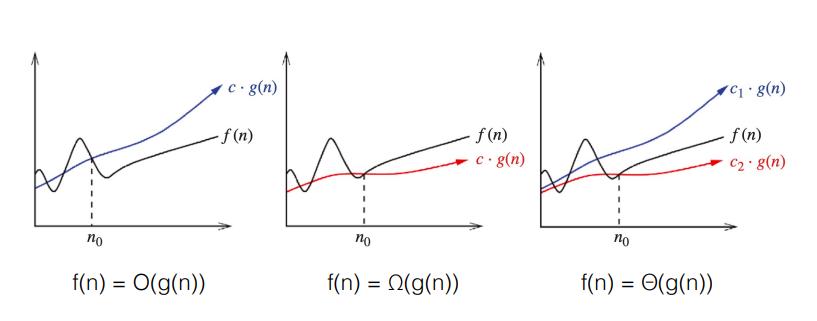 c · g(n)
f(n)
n₀
f(n) = O(g(n))
f(n)
c · g(n)
n₀
f(n) = Ω(g(n))
c₁ · g(n)
f(n)
c₂ · g(n)
n₀
f(n) = Θ(g(n))